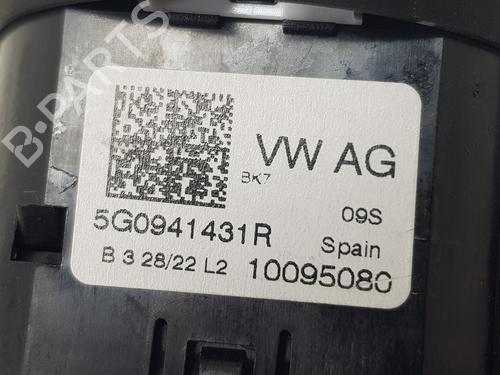 B-PARTS
VW AG
BK7
5G0941431R
09S
Spain
B 3 28/22 L2
10095080